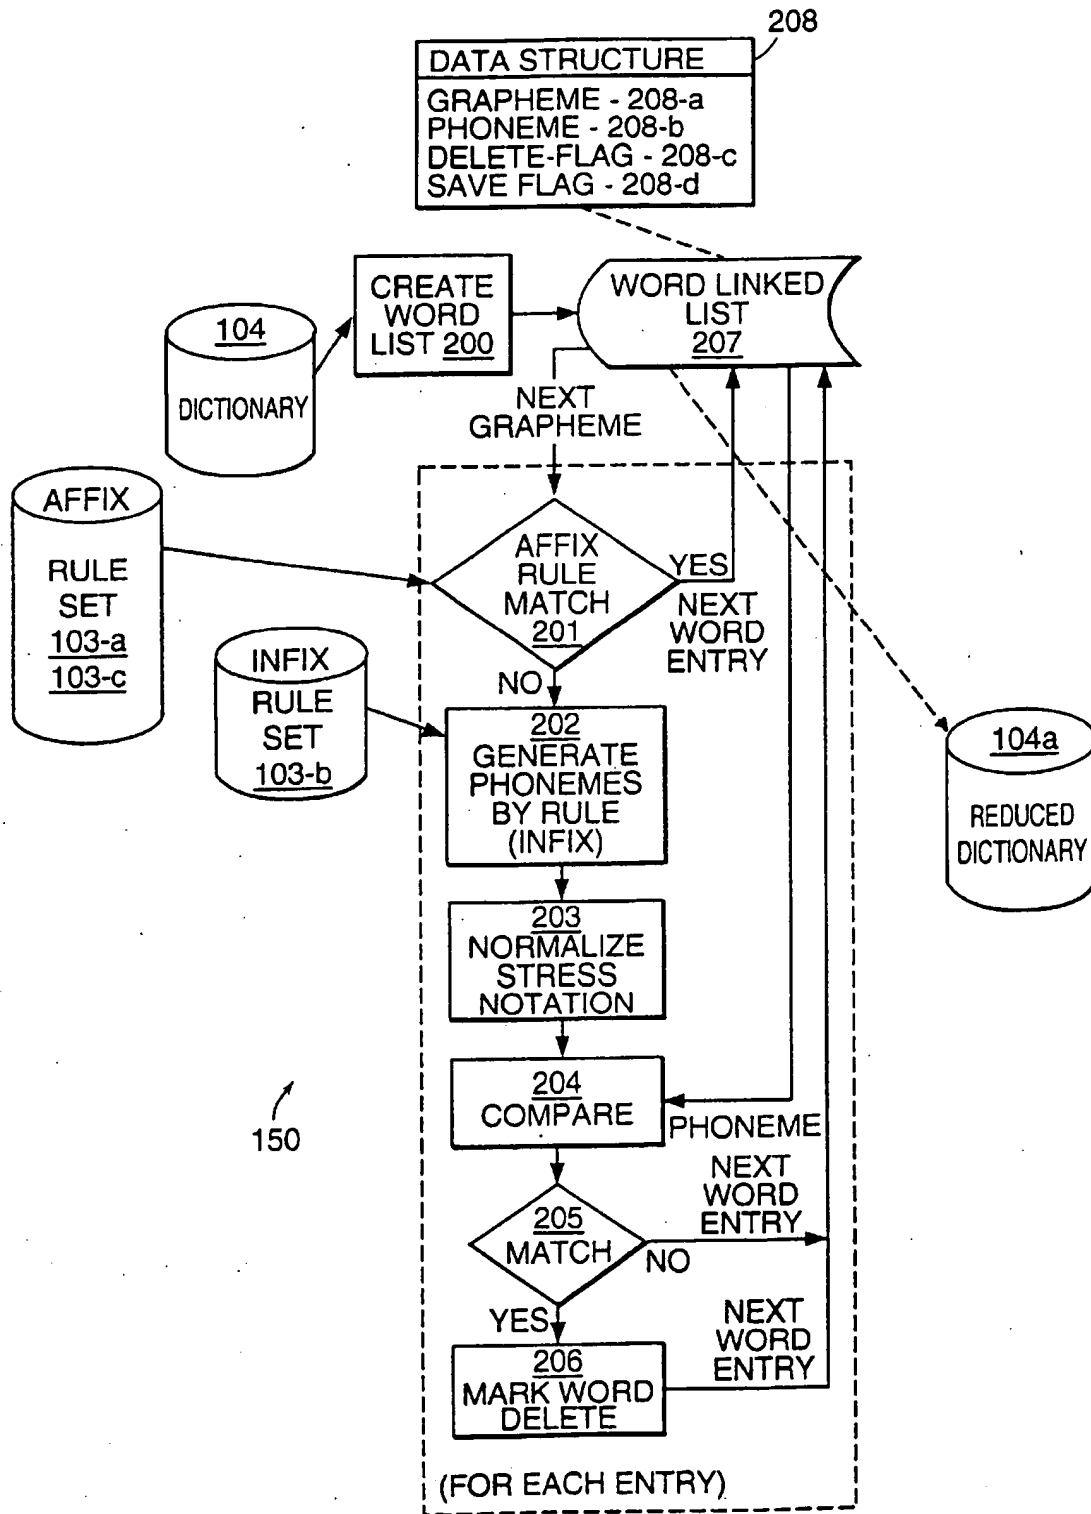 208
DATA STRUCTURE
GRAPHEME - 208-a
PHONEME - 208-b
DELETE-FLAG - 208-c
SAVE FLAG - 208-d
CREATE
WORD
LIST 200
WORD LINKED
LIST
207
104
DICTIONARY
NEXT
GRAPHEME
AFFIX
RULE
SET
103-a
103-c
AFFIX
RULE
MATCH
201
YES
NEXT
WORD
ENTRY
NO
INFIX
RULE
SET
103-b
202
GENERATE
PHONEMES
BY RULE
(INFIX)
104a
REDUCED
DICTIONARY
203
NORMALIZE
STRESS
NOTATION
204
COMPARE
PHONEME
150
205
MATCH
NEXT
WORD
ENTRY
NO
YES
206
MARK WORD
DELETE
NEXT
WORD
ENTRY
(FOR EACH ENTRY)